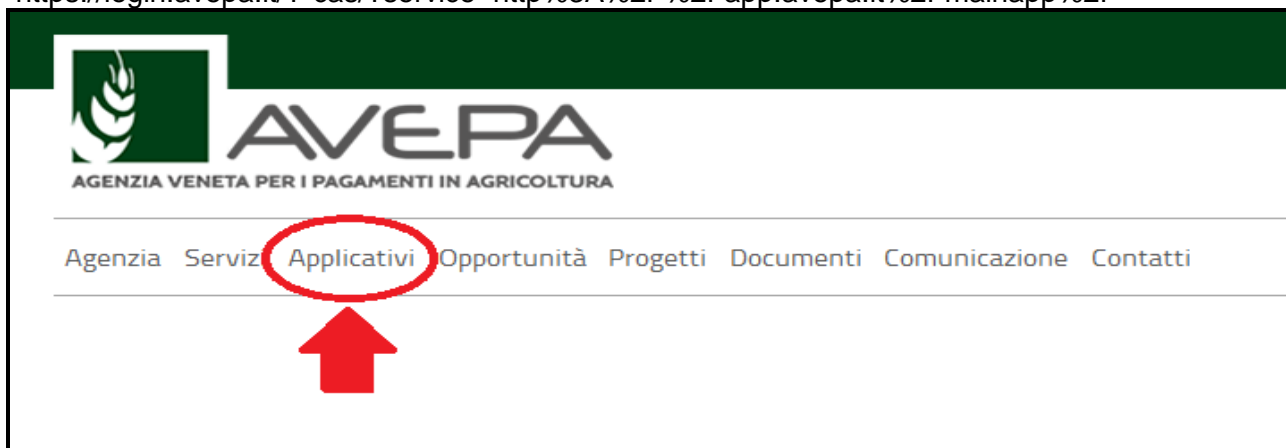 AVEPA
AGENZIA VENETA PER I PAGAMENTI IN AGRICOLTURA
Agenzia Servizi Applicativi Opportunità Progetti Documenti Comunicazione Contatti